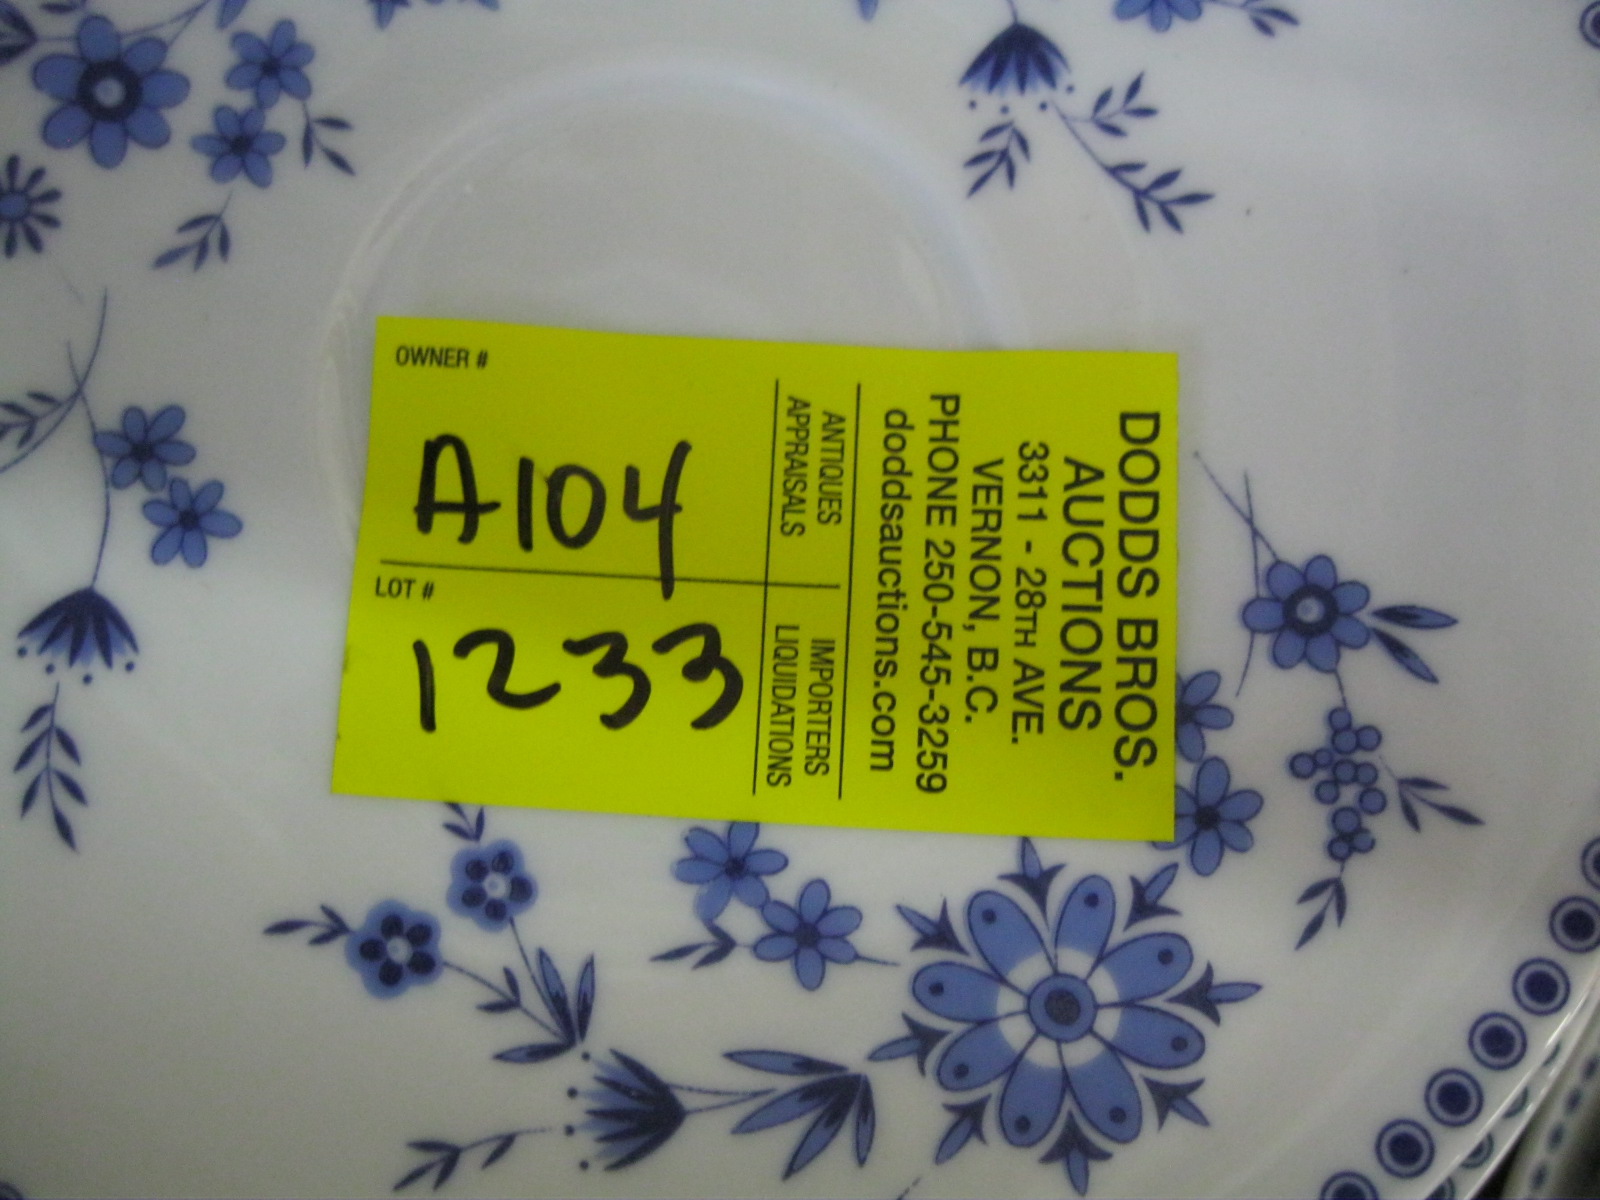 OWNER #
A104
LOT #
1233
DODDS BROS.
AUCTIONS
3311 - 28TH AVE.
VERNON, B.C.
PHONE 250-545-3259
doddsauctions.com
ANTIQUES
APPRAISALS
IMPORTERS
LIQUIDATIONS